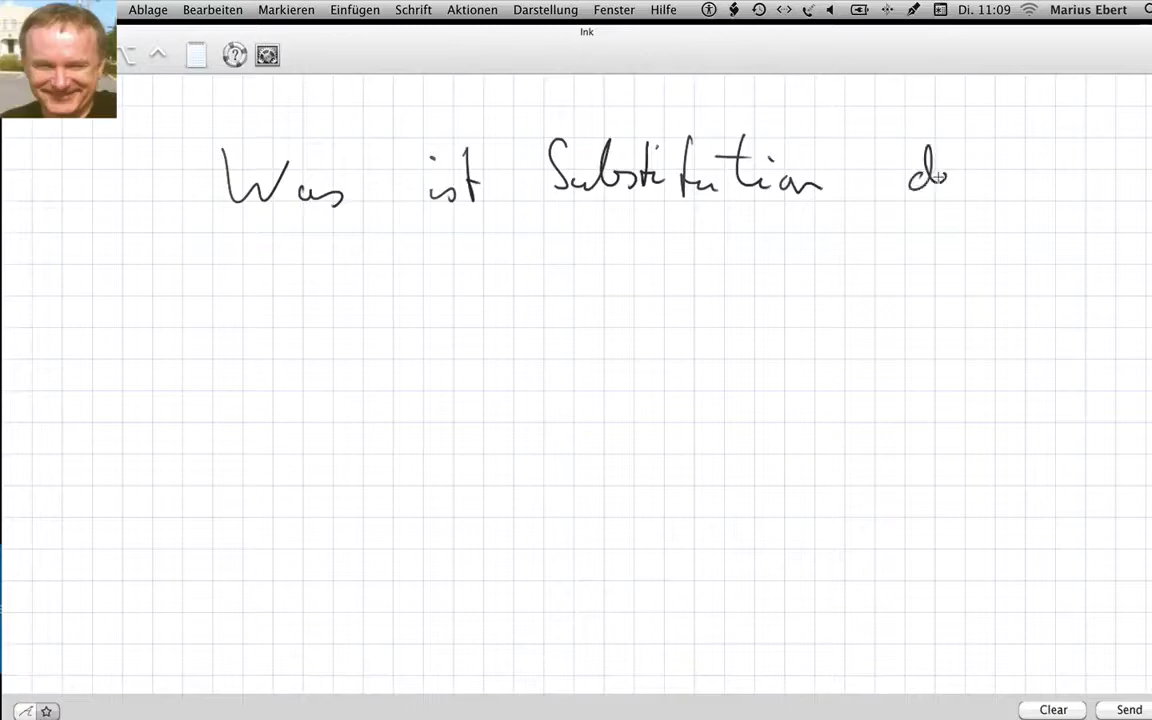 Ablage Bearbeiten Markieren Einfügen Schrift Aktionen Darstellung Fenster Hilfe Di. 11:09 Marius Ebert
Ink
Was ist Substitution
Clear Send